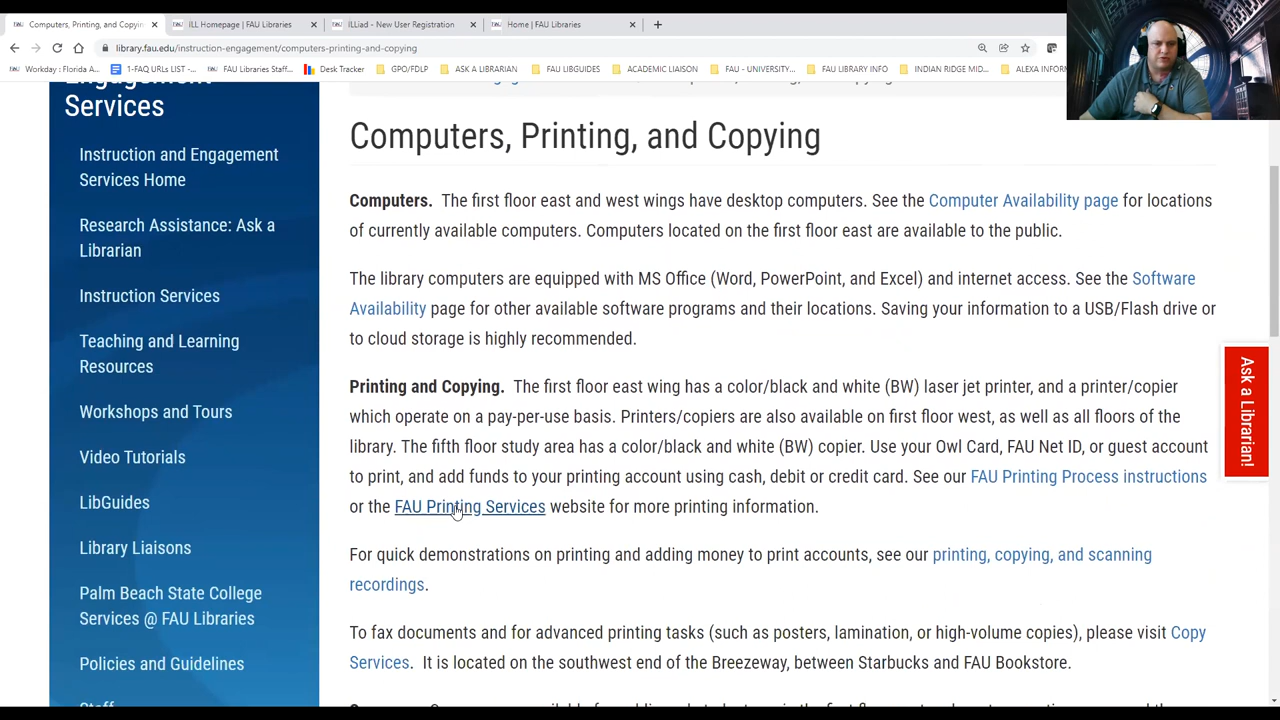 Computers, Printing, and Copyin
ILL Homepage | FAU Libraries
ILLiad - New User Registration
Home | FAU Libraries
library.fau.edu/instruction-engagement/computers-printing-and-copying
Workday : Florida A...
1-FAQ URLs LIST -...
FAU Libraries Staff...
Desk Tracker
GPO/FDLP
ASK A LIBRARIAN
FAU LIBGUIDES
ACADEMIC LIAISON
FAU - UNIVERSITY...
FAU LIBRARY INFO
INDIAN RIDGE MID...
ALEXA INFOR
Services
Instruction and Engagement
Services Home
Research Assistance: Ask a
Librarian
Instruction Services
Teaching and Learning
Resources
Workshops and Tours
Video Tutorials
LibGuides
Library Liaisons
Palm Beach State College
Services @ FAU Libraries
Policies and Guidelines
Computers, Printing, and Copying
Computers. The first floor east and west wings have desktop computers. See the Computer Availability page for locations
of currently available computers. Computers located on the first floor east are available to the public.
The library computers are equipped with MS Office (Word, PowerPoint, and Excel) and internet access. See the Software
Availability page for other available software programs and their locations. Saving your information to a USB/Flash drive or
to cloud storage is highly recommended.
Printing and Copying. The first floor east wing has a color/black and white (BW) laser jet printer, and a printer/copier
which operate on a pay-per-use basis. Printers/copiers are also available on first floor west, as well as all floors of the
library. The fifth floor study area has a color/black and white (BW) copier. Use your Owl Card, FAU Net ID, or guest account
to print, and add funds to your printing account using cash, debit or credit card. See our FAU Printing Process instructions
or the FAU Printing Services website for more printing information.
For quick demonstrations on printing and adding money to print accounts, see our printing, copying, and scanning
recordings.
To fax documents and for advanced printing tasks (such as posters, lamination, or high-volume copies), please visit Copy
Services. It is located on the southwest end of the Breezeway, between Starbucks and FAU Bookstore.
Ask a Librarian!